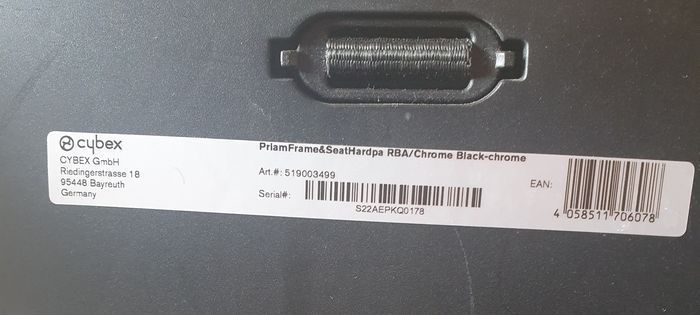 cybex
CYBEX GmbH
Riedingerstrasse 18
95448 Bayreuth
Germany
PriamFrame&SeatHardpa RBA/Chrome Black-chrome
Art.#: 519003499
Serial#:
S22AEPKQ0178
EAN:
4 058511 706078